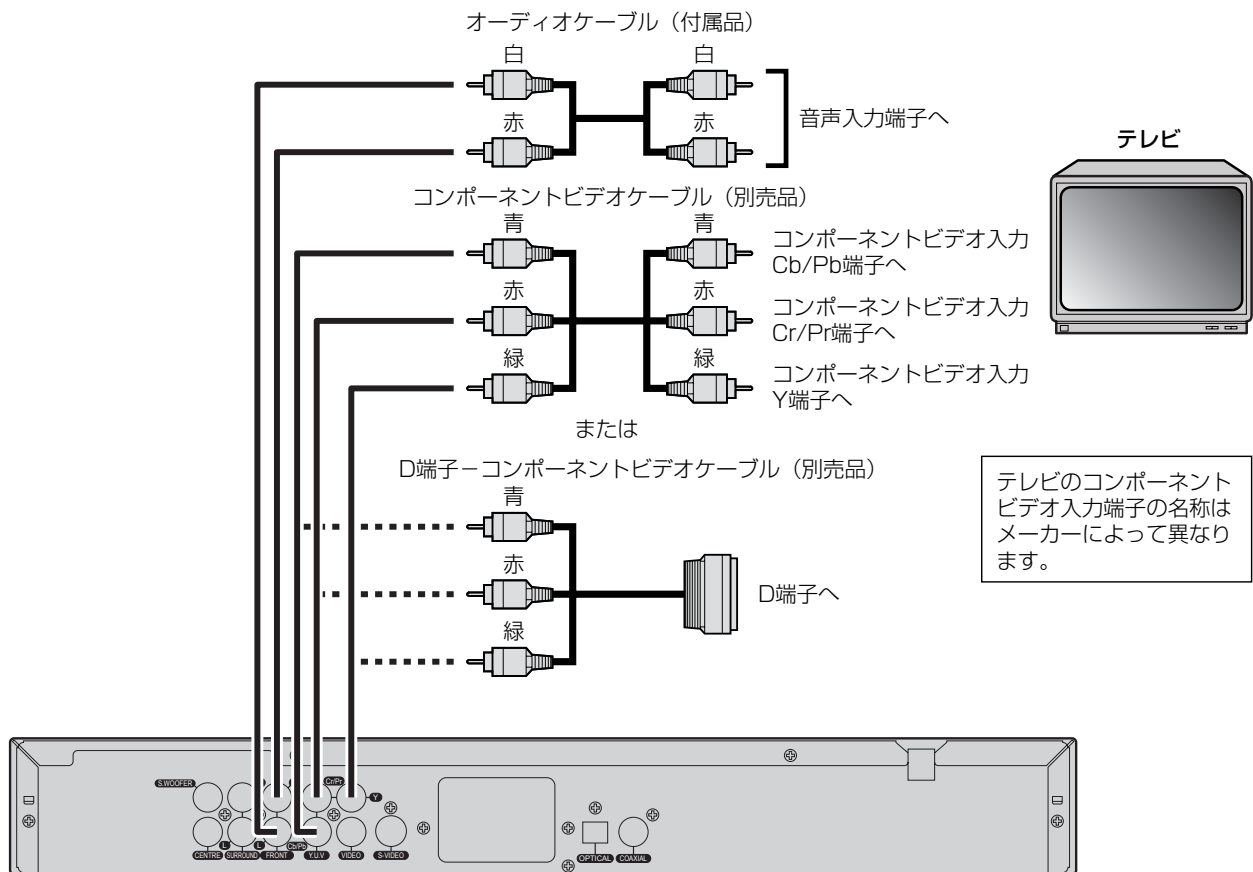 オーディオケーブル（付属品）
白
白
赤
赤
音声入力端子へ
テレビ
コンポーネントビデオケーブル（別売品）
青
青
コンポーネントビデオ入力
Cb/Pb端子へ
赤
赤
コンポーネントビデオ入力
Cr/Pr端子へ
緑
緑
コンポーネントビデオ入力
Y端子へ
または
D端子－コンポーネントビデオケーブル（別売品）
青
赤
D端子へ
緑
テレビのコンポーネント
ビデオ入力端子の名称は
メーカーによって異なり
ます。
S.WOOFER
Cr/Pr
Y
L
L
Cb/Pb
CENTRE
SURROUND
FRONT
Y.U.V
VIDEO
S-VIDEO
OPTICAL
COAXIAL